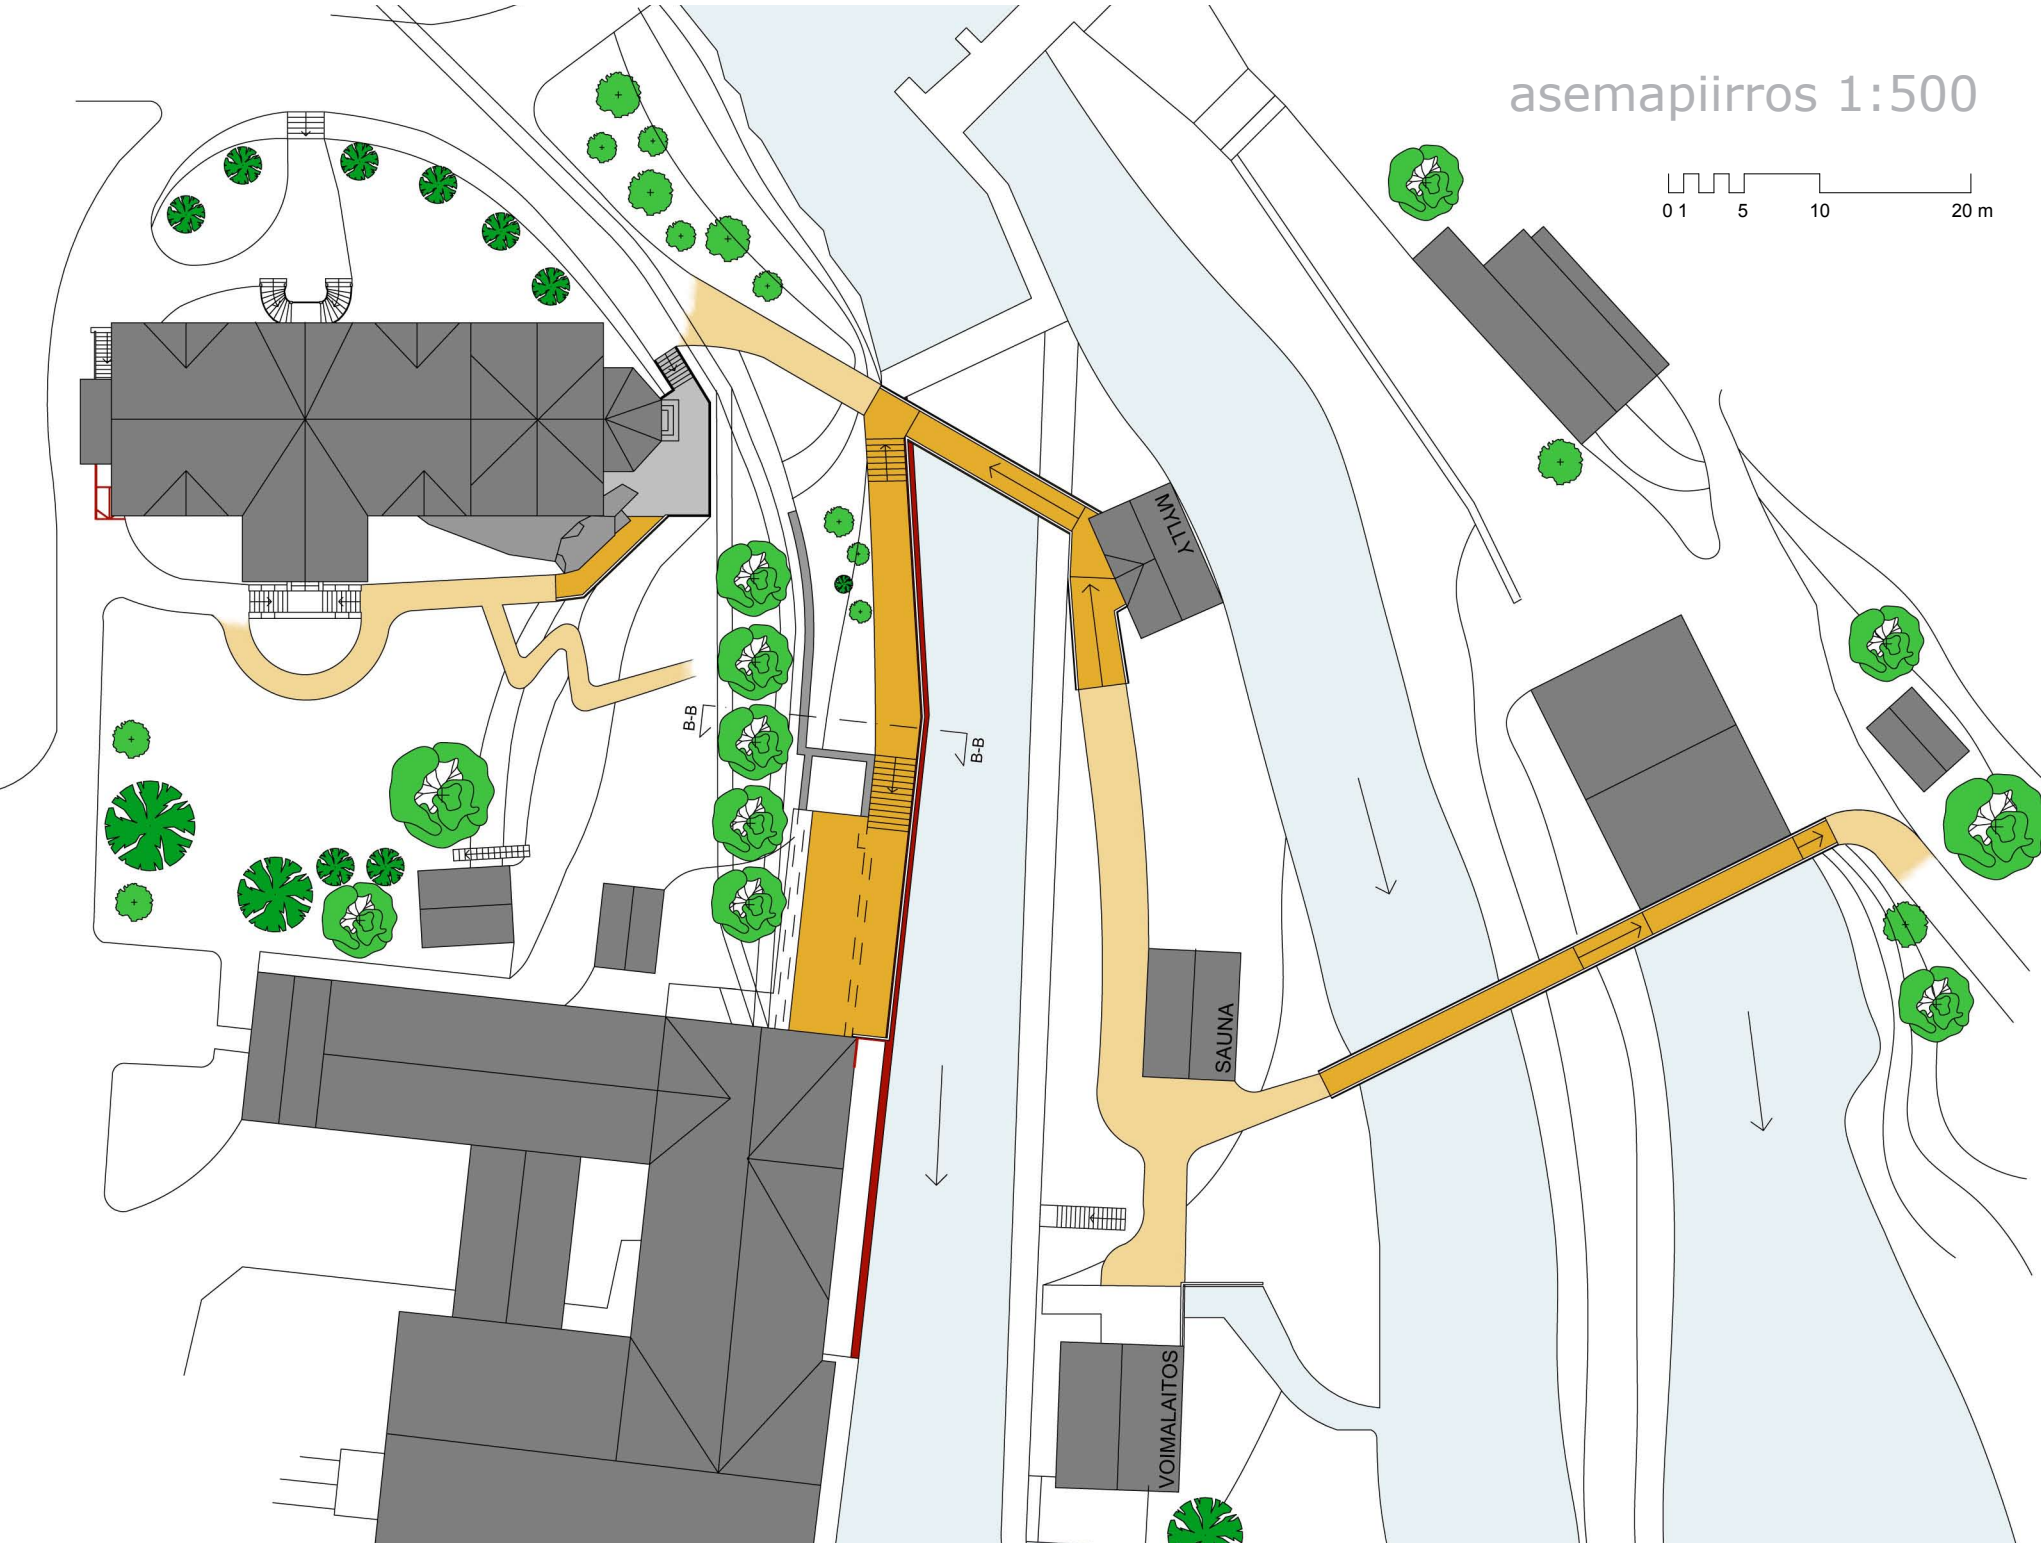 asemapiirros 1:500
0 1 5 10 20 m
MYLLY
B-B
B-B
SAUNA
VOIMALAITOS